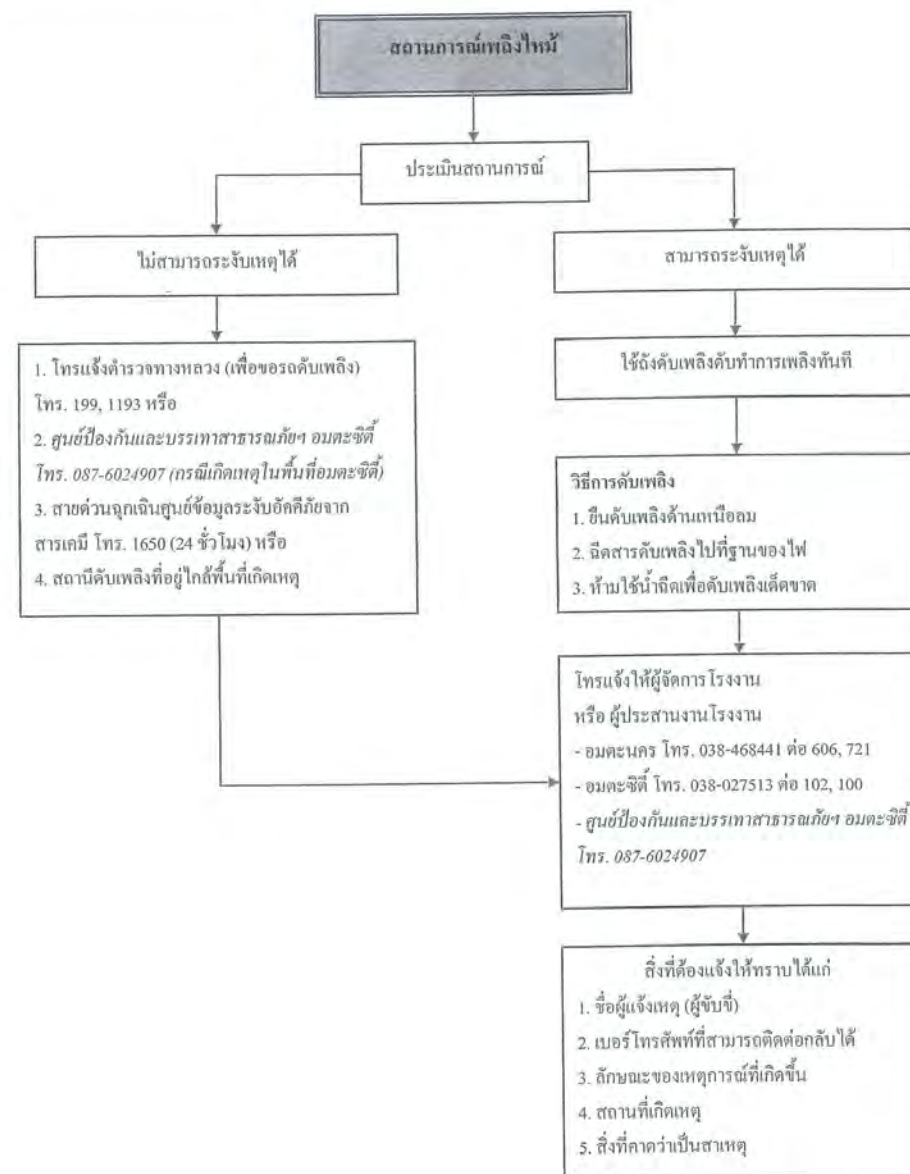 สถานการณ์เพลิงไหม้
ประเมินสถานการณ์
ไม่สามารถระงับเหตุได้
สามารถระงับเหตุได้
1. โทรแจ้งตำรวจทางหลวง (เพื่อขอรถดับเพลิง)
โทร. 199, 1193 หรือ
2. ศูนย์ป้องกันและบรรเทาสาธารณภัยฯ อมตะซิตี้
โทร. 087-6024907 (กรณีเกิดเหตุในพื้นที่อมตะซิตี้)
3. สายด่วนฉุกเฉินศูนย์ข้อมูลระงับอัคคีภัยจาก
สารเคมี โทร. 1650 (24 ชั่วโมง) หรือ
4. สถานีดับเพลิงที่อยู่ใกล้พื้นที่เกิดเหตุ
ใช้ถังดับเพลิงดับทำการเพลิงทันที
วิธีการดับเพลิง
1. ยืนดับเพลิงด้านเหนือลม
2. ฉีดสารดับเพลิงไปที่ฐานของไฟ
3. ห้ามใช้น้ำฉีดเพื่อดับเพลิงเด็ดขาด
โทรแจ้งให้ผู้จัดการโรงงาน
หรือ ผู้ประสานงานโรงงาน
- อมตะนคร โทร. 038-468441 ต่อ 606, 721
- อมตะซิตี้ โทร. 038-027513 ต่อ 102, 100
- ศูนย์ป้องกันและบรรเทาสาธารณภัยฯ อมตะซิตี้
โทร. 087-6024907
สิ่งที่ต้องแจ้งให้ทราบได้แก่
1. ชื่อผู้แจ้งเหตุ (ผู้ขับขี่)
2. เบอร์โทรศัพท์ที่สามารถติดต่อกลับได้
3. ลักษณะของเหตุการณ์ที่เกิดขึ้น
4. สถานที่เกิดเหตุ
5. สิ่งที่คาดว่าเป็นสาเหตุ